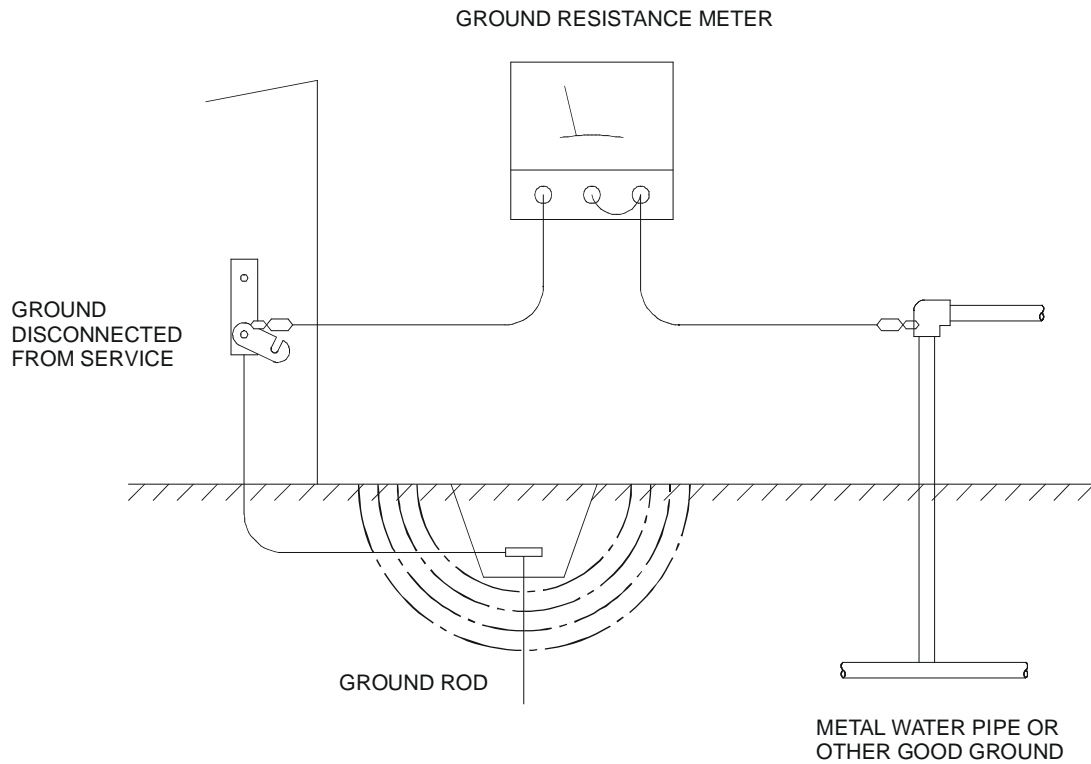 GROUND RESISTANCE METER
GROUND
DISCONNECTED
FROM SERVICE
GROUND ROD
METAL WATER PIPE OR
OTHER GOOD GROUND